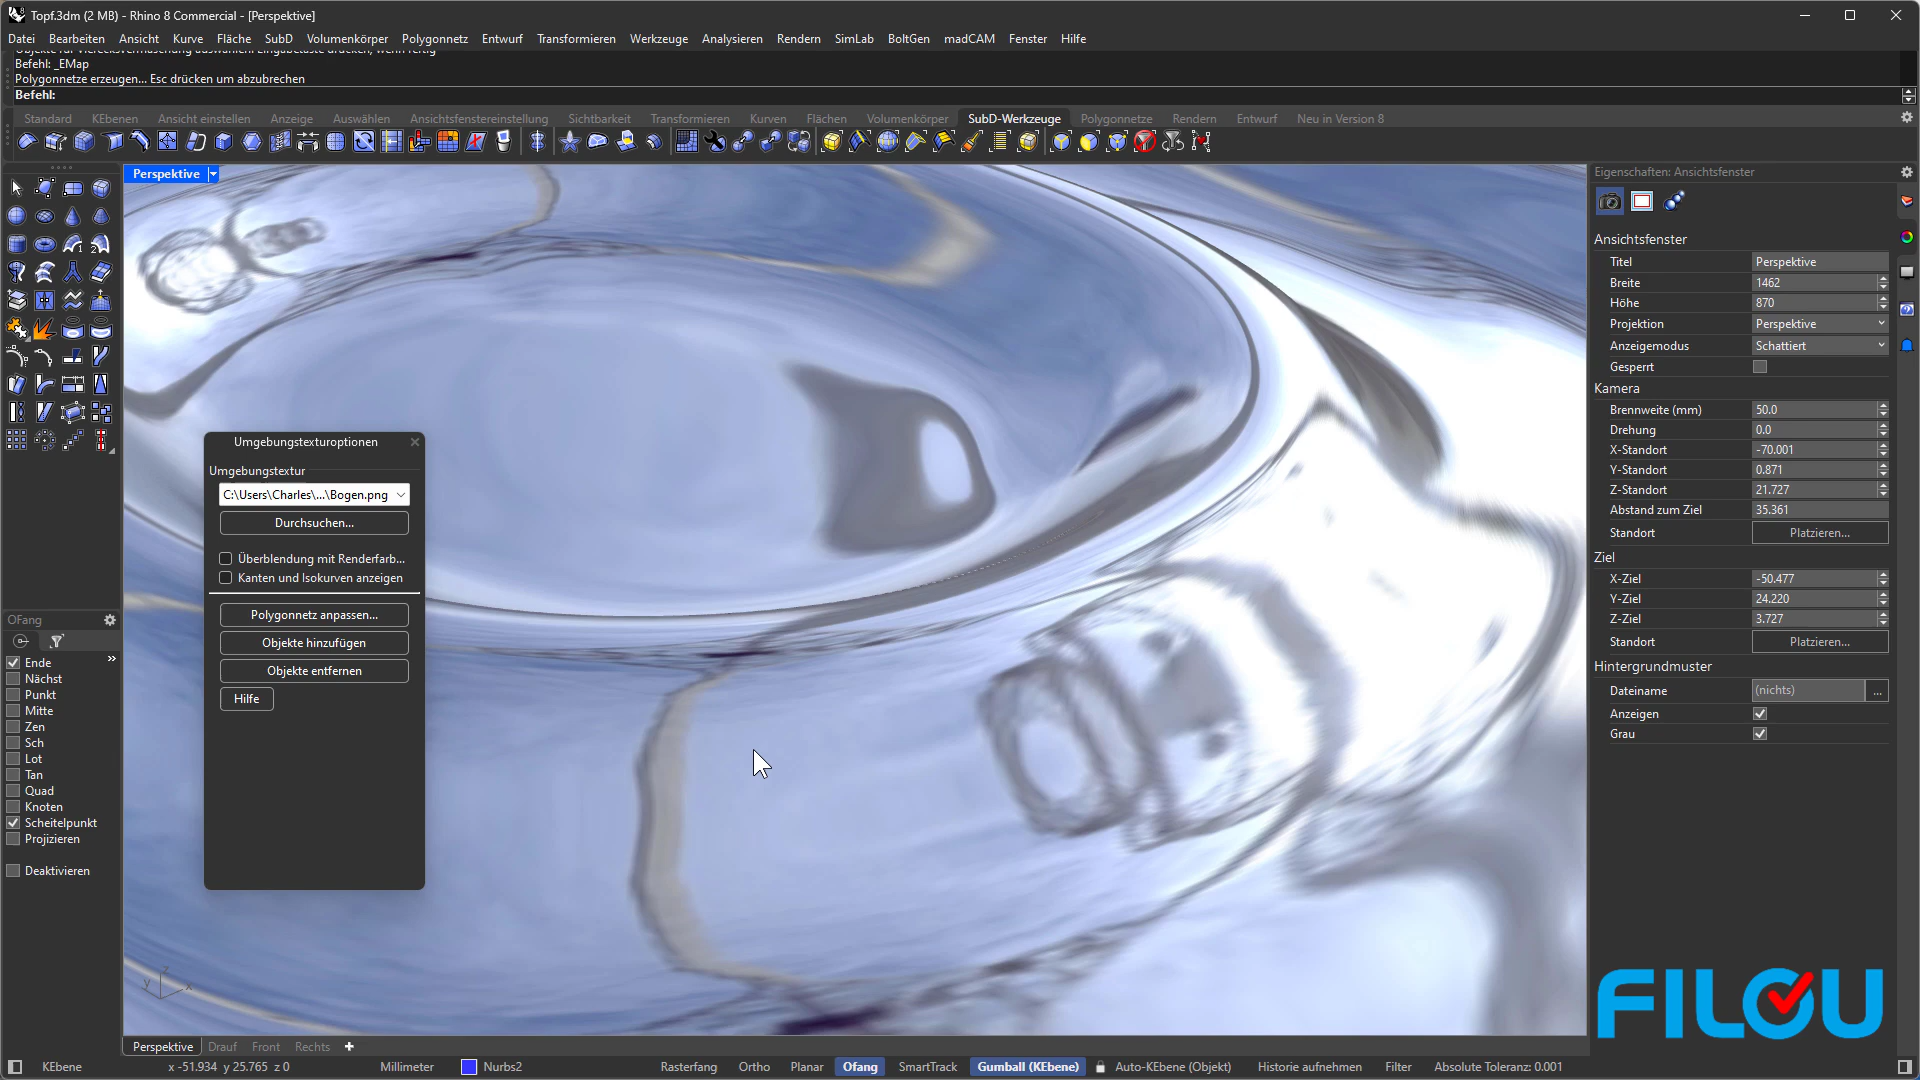 Topf.3dm (2 MB) - Rhino 8 Commercial - [Perspektive]
Datei Bearbeiten Ansicht Kurve Fläche SubD Volumenkörper Polygonnetz Entwurf Transformieren Werkzeuge Analysieren Rendern SimLab BoltGen madCAM Fenster Hilfe
Befehl: _EMap
Polygonnetze erzeugen... Esc drücken um abzubrechen
Befehl:
Standard KEbenen Ansicht einstellen Anzeige Auswählen Ansichtsfenstereinstellung Sichtbarkeit Transformieren Kurven Flächen Volumenkörper SubD-Werkzeuge Polygonnetze Rendern Entwurf Neu in Version 8
Perspektive
Umgebungstexturoptionen
Umgebungstextur
C:\Users\Charles\...\Bogen.png
Durchsuchen...
Überblendung mit Renderfarb...
Kanten und Isokurven anzeigen
Polygonnetz anpassen...
Objekte hinzufügen
Objekte entfernen
Hilfe
OFang
Ende
Nächst
Punkt
Mitte
Zen
Sch
Lot
Tan
Quad
Knoten
Scheitelpunkt
Projizieren
Deaktivieren
Eigenschaften: Ansichtsfenster
Ansichtsfenster
Titel Perspektive
Breite 1462
Höhe 870
Projektion Perspektive
Anzeigemodus Schattiert
Gesperrt
Kamera
Brennweite (mm) 50.0
Drehung 0.0
X-Standort -70.001
Y-Standort 0.871
Z-Standort 21.727
Abstand zum Ziel 35.361
Standort Platzieren...
Ziel
X-Ziel -50.477
Y-Ziel 24.220
Z-Ziel 3.727
Standort Platzieren...
Hintergrundmuster
Dateiname (nichts) ...
Anzeigen
Grau
FILOU
z
y x
Perspektive Drauf Front Rechts
KEbene x -51.934 y 25.765 z 0 Millimeter Nurbs2 Rasterfang Ortho Planar Ofang SmartTrack Gumball (KEbene) Auto-KEbene (Objekt) Historie aufnehmen Filter Absolute Toleranz: 0.001